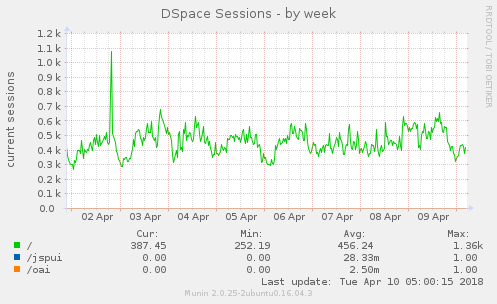 DSpace Sessions - by week
RRDTOOL / TOBI OETIKER
current sessions
1.2 k
1.1 k
1.0 k
0.9 k
0.8 k
0.7 k
0.6 k
0.5 k
0.4 k
0.3 k
0.2 k
0.1 k
0.0
02 Apr 03 Apr 04 Apr 05 Apr 06 Apr 07 Apr 08 Apr 09 Apr
Cur: Min: Avg: Max:
/ 387.45 252.19 456.24 1.36k
/jspui 0.00 0.00 28.33m 1.00
/oai 0.00 0.00 2.50m 1.00
Last update: Tue Apr 10 05:00:15 2018
Munin 2.0.25-2ubuntu0.16.04.3